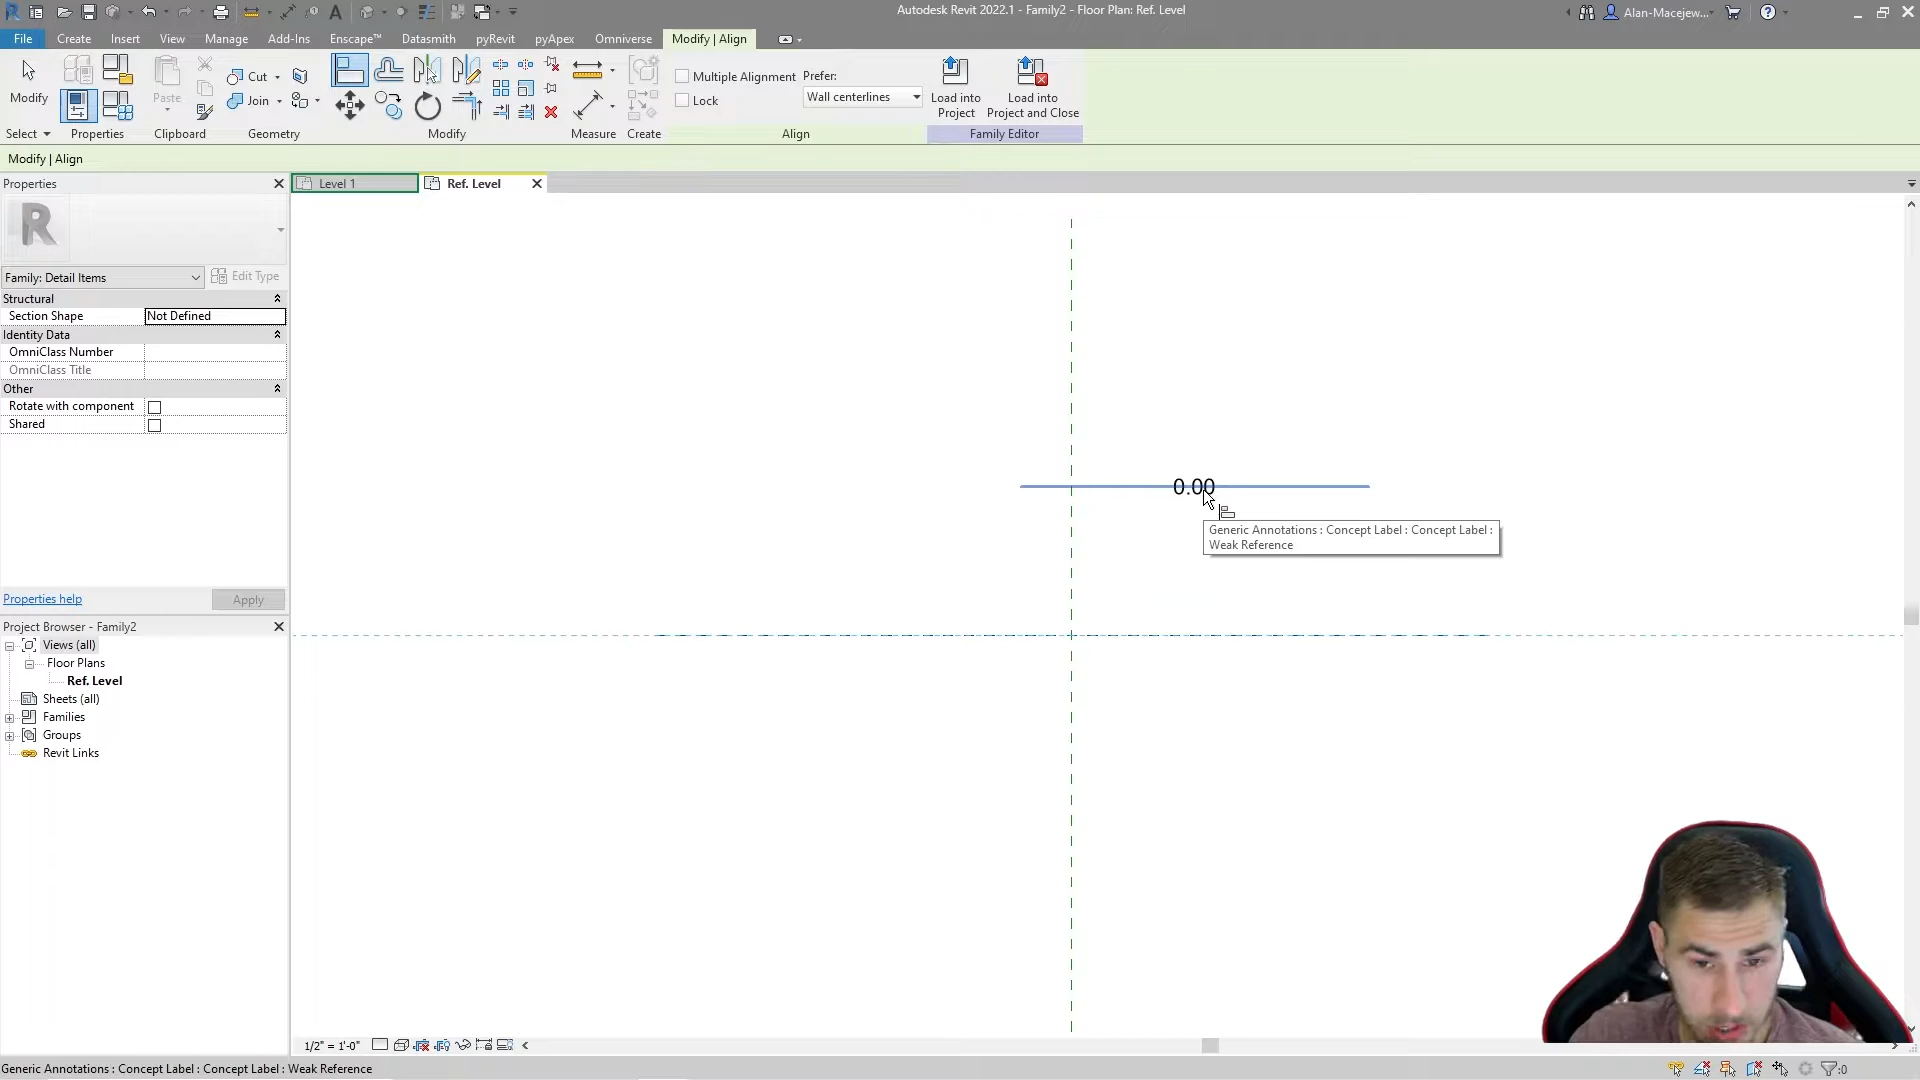 Autodesk Revit 2022.1 - Family2 - Floor Plan: Ref. Level
Alan-Macejew...
File Create Insert View Manage Add-Ins Enscape™ Datasmith pyRevit pyApex Omniverse Modify | Align
Modify
Paste
Cut
Join
Multiple Alignment
Lock
Prefer:
Wall centerlines
Load into
Project
Load into
Project and Close
Select Properties Clipboard Geometry Modify Measure Create Align Family Editor
Modify | Align
Properties
Level 1
Ref. Level
R
Family: Detail Items
Edit Type
Structural
Section Shape Not Defined
Identity Data
OmniClass Number
OmniClass Title
Other
Rotate with component
Shared
0.00
Generic Annotations : Concept Label : Concept Label :
Weak Reference
Properties help
Apply
Project Browser - Family2
Views (all)
Floor Plans
Ref. Level
Sheets (all)
Families
Groups
Revit Links
1/2" = 1'-0"
Generic Annotations : Concept Label : Concept Label : Weak Reference
:0